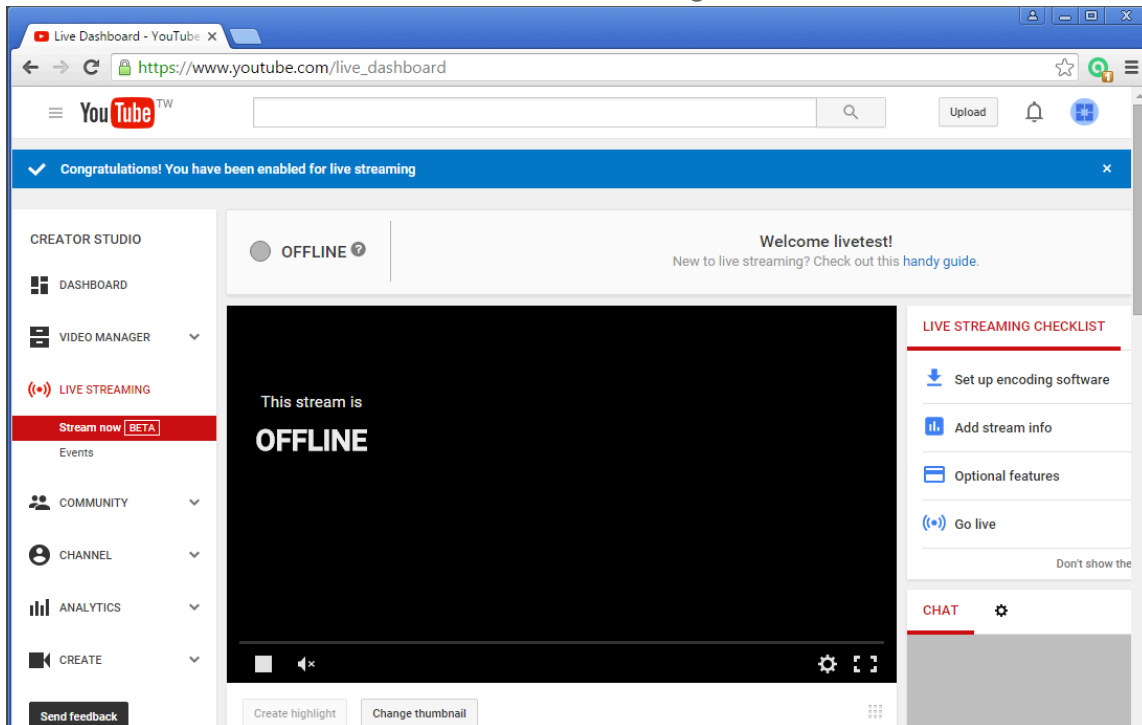 Live Dashboard - YouTube
https://www.youtube.com/live_dashboard
YouTube TW
Upload
Congratulations! You have been enabled for live streaming
CREATOR STUDIO
DASHBOARD
VIDEO MANAGER
LIVE STREAMING
Stream now BETA
Events
COMMUNITY
CHANNEL
ANALYTICS
CREATE
Send feedback
OFFLINE
Welcome livetest!
New to live streaming? Check out this handy guide.
This stream is
OFFLINE
Create highlight
Change thumbnail
LIVE STREAMING CHECKLIST
Set up encoding software
Add stream info
Optional features
Go live
Don't show the
CHAT